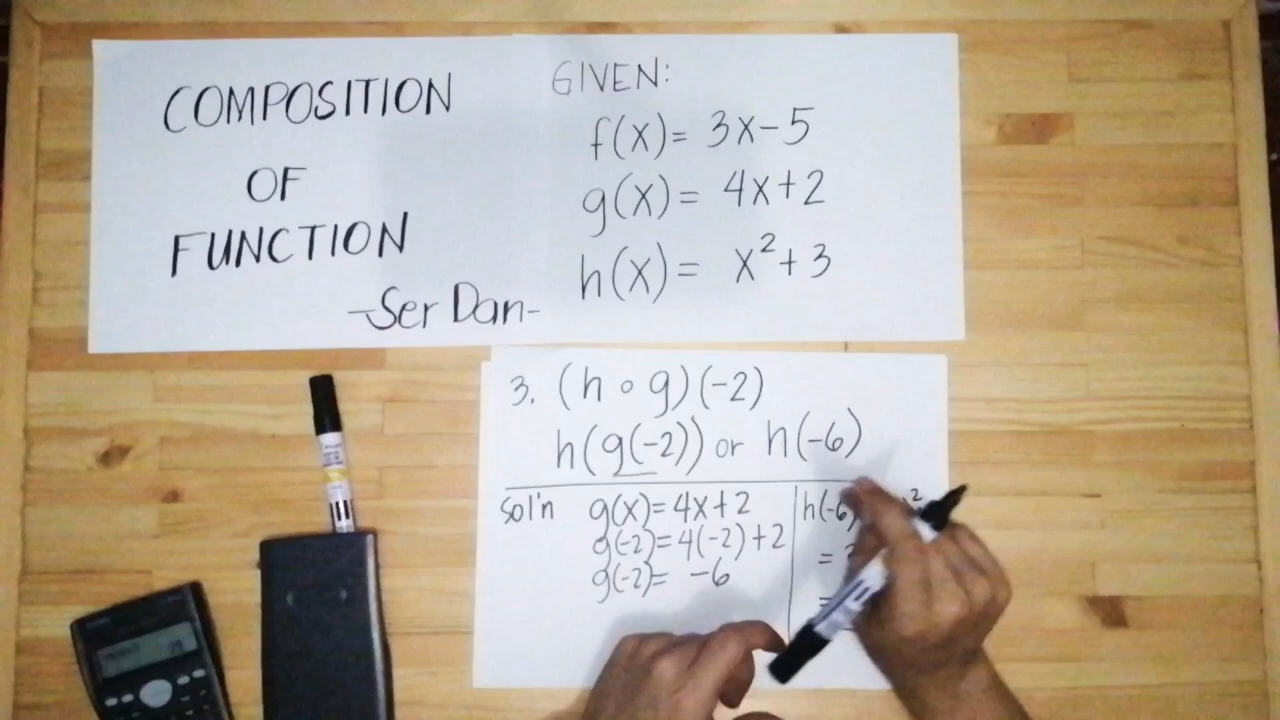 COMPOSITION
OF
FUNCTION
-Ser Dan-
GIVEN:
f(x)= 3x-5
g(x)= 4x+2
h(x)= x²+3
3. (h∘g)(-2)
h(g(-2)) or h(-6)
sol'n
g(x)=4x+2
g(-2)=4(-2)+2
g(-2)= -6
h(-6
=
=